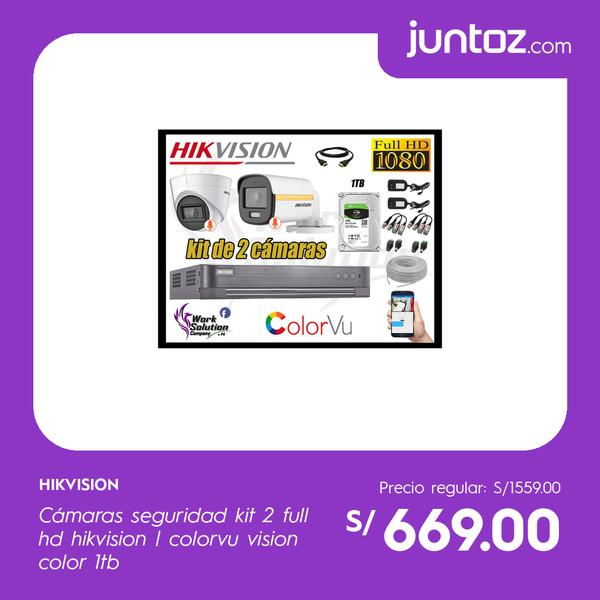 juntoz.com
HIKVISION
Full HD
1080
1TB
kit de 2 cámaras
HIKVISION
Work
Solution
Company
ColorVu
HIKVISION
Precio regular: S/1559.00
Cámaras seguridad kit 2 full
hd hikvision | colorvu vision
color 1tb
S/ 669.00